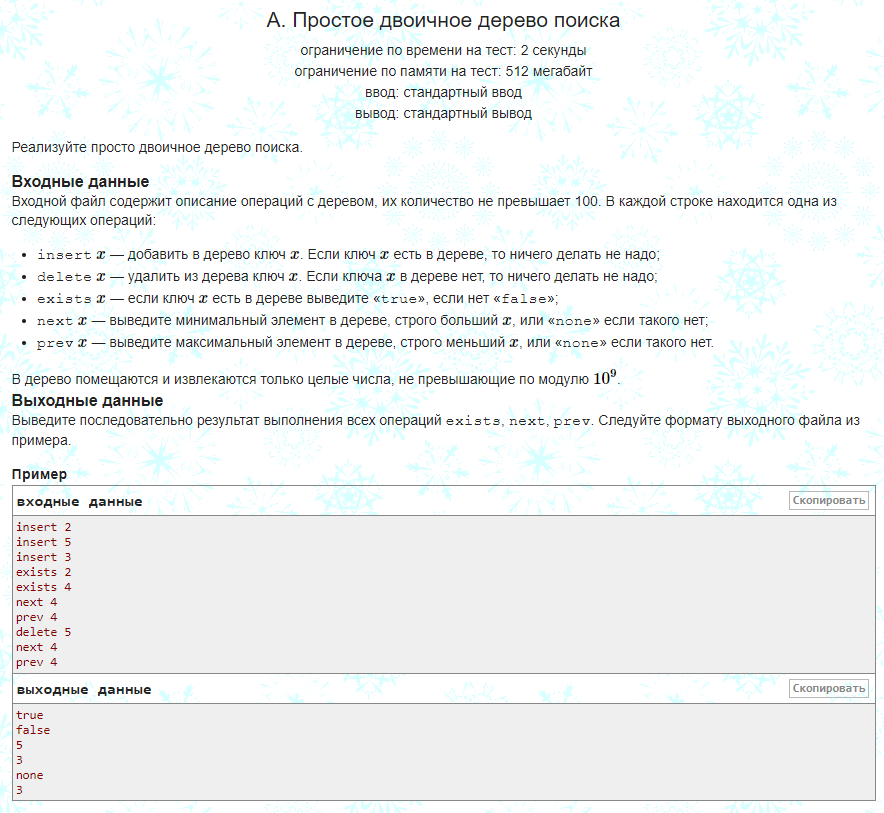 А. Простое двоичное дерево поиска
ограничение по времени на тест: 2 секунды
ограничение по памяти на тест: 512 мегабайт
ввод: стандартный ввод
вывод: стандартный вывод
Реализуйте просто двоичное дерево поиска.
Входные данные
Входной файл содержит описание операций с деревом, их количество не превышает 100. В каждой строке находится одна из
следующих операций:
• insert x — добавить в дерево ключ x. Если ключ x есть в дереве, то ничего делать не надо;
• delete x — удалить из дерева ключ x. Если ключа x в дереве нет, то ничего делать не надо;
• exists x — если ключ x есть в дереве выведите «true», если нет «false»;
• next x — выведите минимальный элемент в дереве, строго больший x, или «none» если такого нет;
• prev x — выведите максимальный элемент в дереве, строго меньший x, или «none» если такого нет.
В дерево помещаются и извлекаются только целые числа, не превышающие по модулю 10⁹.
Выходные данные
Выведите последовательно результат выполнения всех операций exists, next, prev. Следуйте формату выходного файла из
примера.
Пример
входные данные
Скопировать
insert 2
insert 5
insert 3
exists 2
exists 4
next 4
prev 4
delete 5
next 4
prev 4
выходные данные
Скопировать
true
false
5
3
none
3